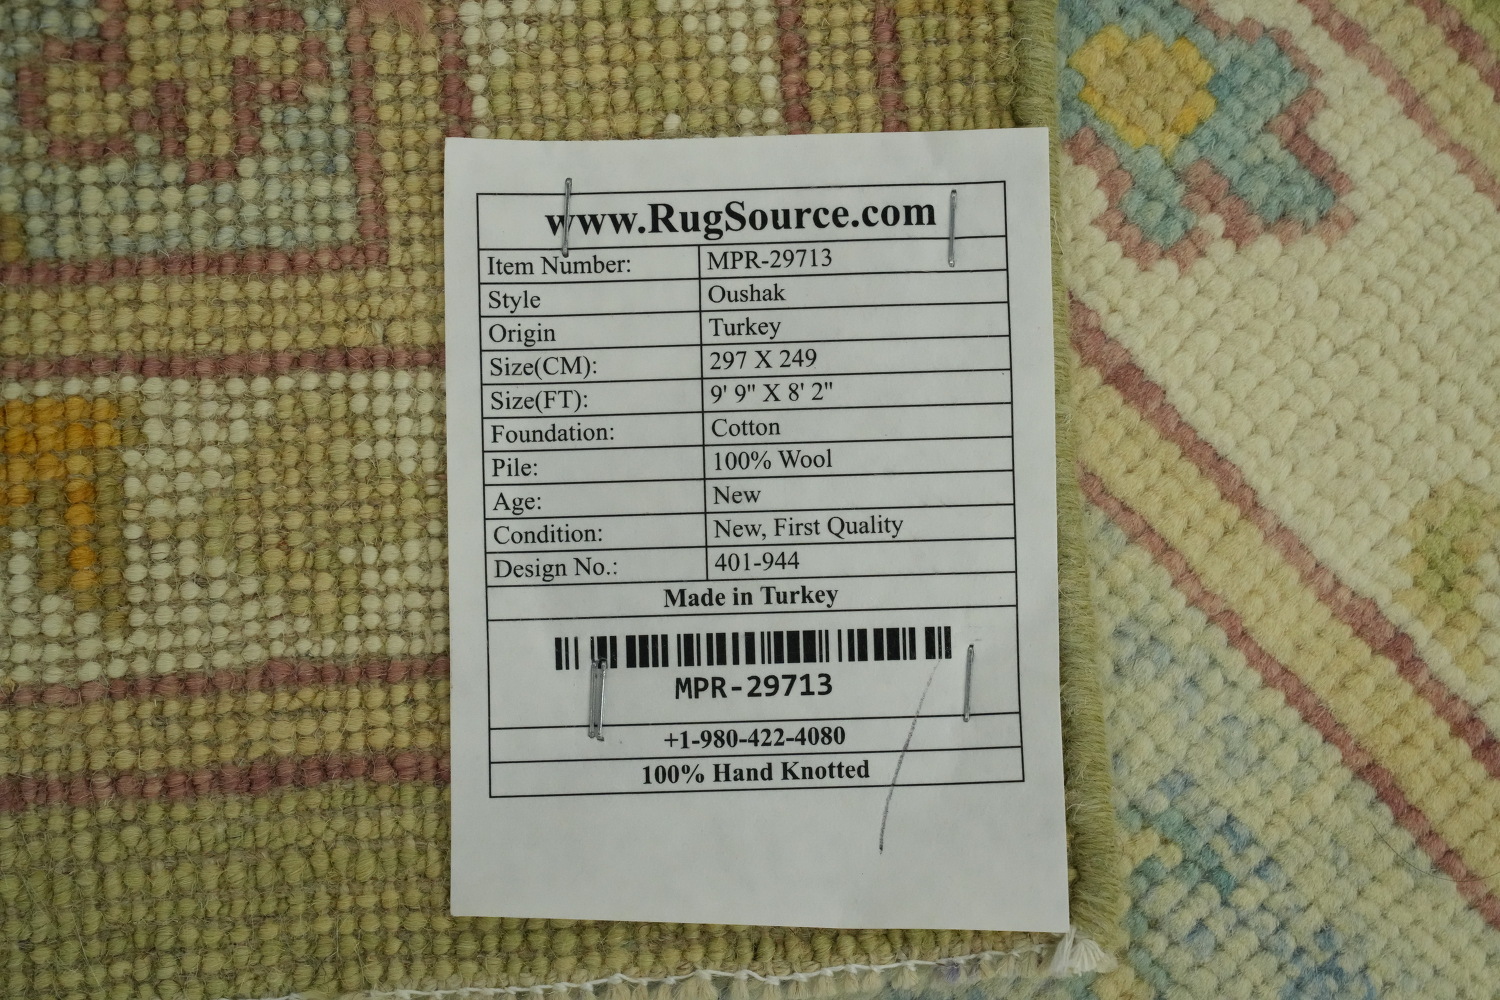 www.RugSource.com
Item Number: MPR-29713
Style Oushak
Origin Turkey
Size(CM): 297 X 249
Size(FT): 9' 9" X 8' 2"
Foundation: Cotton
Pile: 100% Wool
Age: New
Condition: New, First Quality
Design No.: 401-944
Made in Turkey
MPR-29713
+1-980-422-4080
100% Hand Knotted